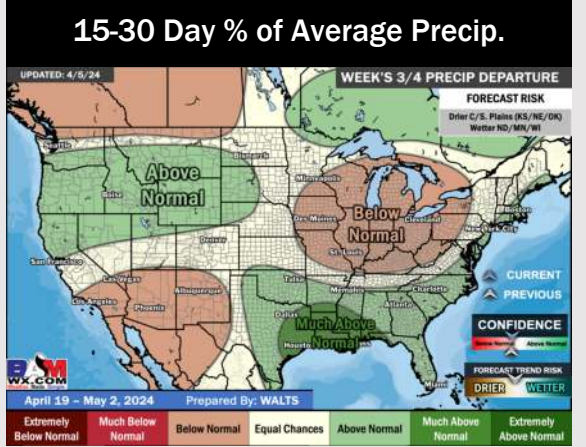 15-30 Day % of Average Precip.
UPDATED: 4/5/24
WEEK'S 3/4 PRECIP DEPARTURE
FORECAST RISK
Drier C/S. Plains (KS/NE/OK)
Wetter ND/MN/WI
Seattle
Bismarck
Above
Normal
Minneapolis
Boise
Boston
Below
Normal
Cleveland
New York City
Des Moines
Denver
St. Louis
San Francisco
Las Vegas
Los Angeles
Albuquerque
Phoenix
Tulsa
Memphis
Charlotte
Atlanta
Dallas
Much Above
Normal
Houston
Miami
CURRENT
PREVIOUS
CONFIDENCE
Below Normal
Above Normal
FORECAST TREND RISK
DRIER
WETTER
BAM
WX.COM
April 19 – May 2, 2024
Prepared By: WALTS
Extremely
Below Normal
Much Below
Normal
Below Normal
Equal Chances
Above Normal
Much Above
Normal
Extremely
Above Normal